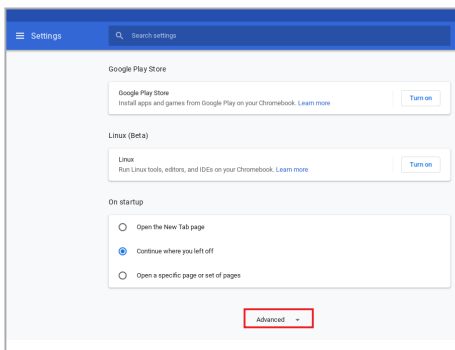 Settings
Search settings
Google Play Store
Google Play Store
Install apps and games from Google Play on your Chromebook. Learn more
Turn on
Linux (Beta)
Linux
Run Linux tools, editors, and IDEs on your Chromebook. Learn more
Turn on
On startup
Open the New Tab page
Continue where you left off
Open a specific page or set of pages
Advanced